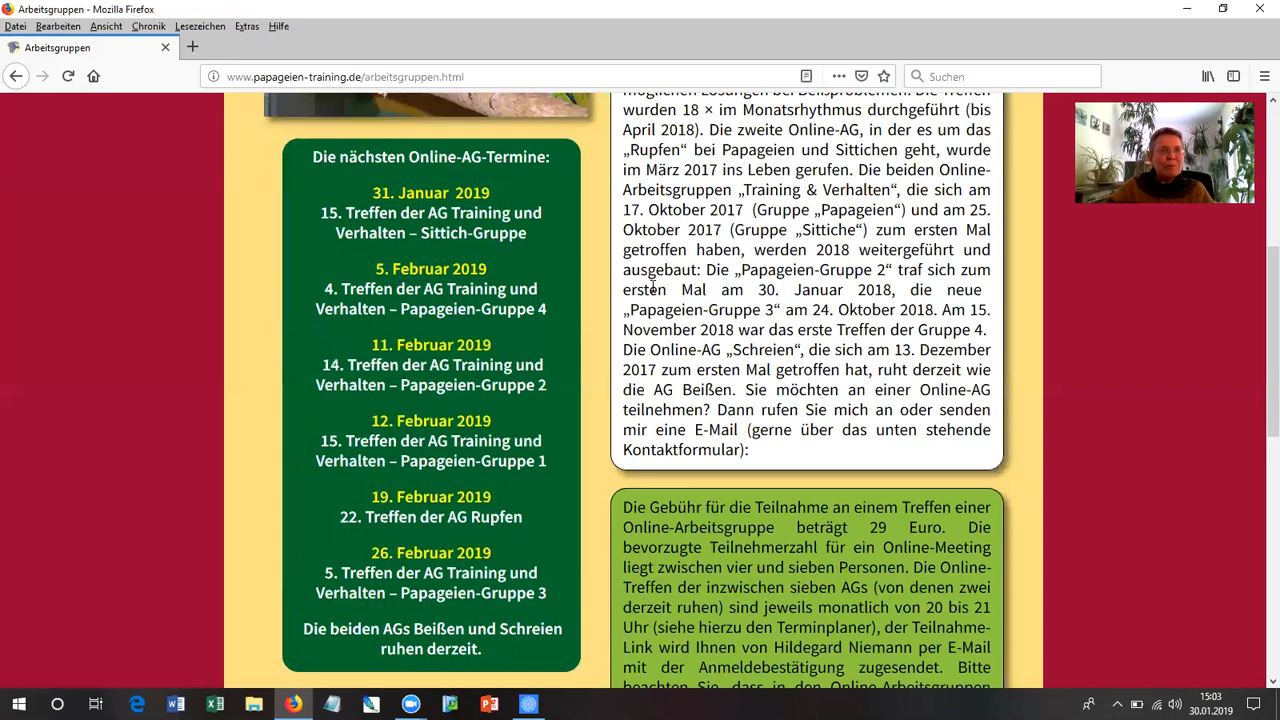 Arbeitsgruppen - Mozilla Firefox
Datei Bearbeiten Ansicht Chronik Lesezeichen Extras Hilfe
Arbeitsgruppen
www.papageien-training.de/arbeitsgruppen.html
Suchen
Die nächsten Online-AG-Termine:
31. Januar 2019
15. Treffen der AG Training und
Verhalten – Sittich-Gruppe
5. Februar 2019
4. Treffen der AG Training und
Verhalten – Papageien-Gruppe 4
11. Februar 2019
14. Treffen der AG Training und
Verhalten – Papageien-Gruppe 2
12. Februar 2019
15. Treffen der AG Training und
Verhalten – Papageien-Gruppe 1
19. Februar 2019
22. Treffen der AG Rupfen
26. Februar 2019
5. Treffen der AG Training und
Verhalten – Papageien-Gruppe 3
Die beiden AGs Beißen und Schreien
ruhen derzeit.
möglichen Lösungen bei Beißproblemen. Die Treffen
wurden 18 × im Monatsrhythmus durchgeführt (bis
April 2018). Die zweite Online-AG, in der es um das
„Rupfen“ bei Papageien und Sittichen geht, wurde
im März 2017 ins Leben gerufen. Die beiden Online-
Arbeitsgruppen „Training & Verhalten“, die sich am
17. Oktober 2017 (Gruppe „Papageien“) und am 25.
Oktober 2017 (Gruppe „Sittiche“) zum ersten Mal
getroffen haben, werden 2018 weitergeführt und
ausgebaut: Die „Papageien-Gruppe 2“ traf sich zum
ersten Mal am 30. Januar 2018, die neue
„Papageien-Gruppe 3“ am 24. Oktober 2018. Am 15.
November 2018 war das erste Treffen der Gruppe 4.
Die Online-AG „Schreien“, die sich am 13. Dezember
2017 zum ersten Mal getroffen hat, ruht derzeit wie
die AG Beißen. Sie möchten an einer Online-AG
teilnehmen? Dann rufen Sie mich an oder senden
mir eine E-Mail (gerne über das unten stehende
Kontaktformular):
Die Gebühr für die Teilnahme an einem Treffen einer
Online-Arbeitsgruppe beträgt 29 Euro. Die
bevorzugte Teilnehmerzahl für ein Online-Meeting
liegt zwischen vier und sieben Personen. Die Online-
Treffen der inzwischen sieben AGs (von denen zwei
derzeit ruhen) sind jeweils monatlich von 20 bis 21
Uhr (siehe hierzu den Terminplaner), der Teilnahme-
Link wird Ihnen von Hildegard Niemann per E-Mail
mit der Anmeldebestätigung zugesendet. Bitte
beachten Sie, dass in den Online-Arbeitsgruppen
15:03
30.01.2019